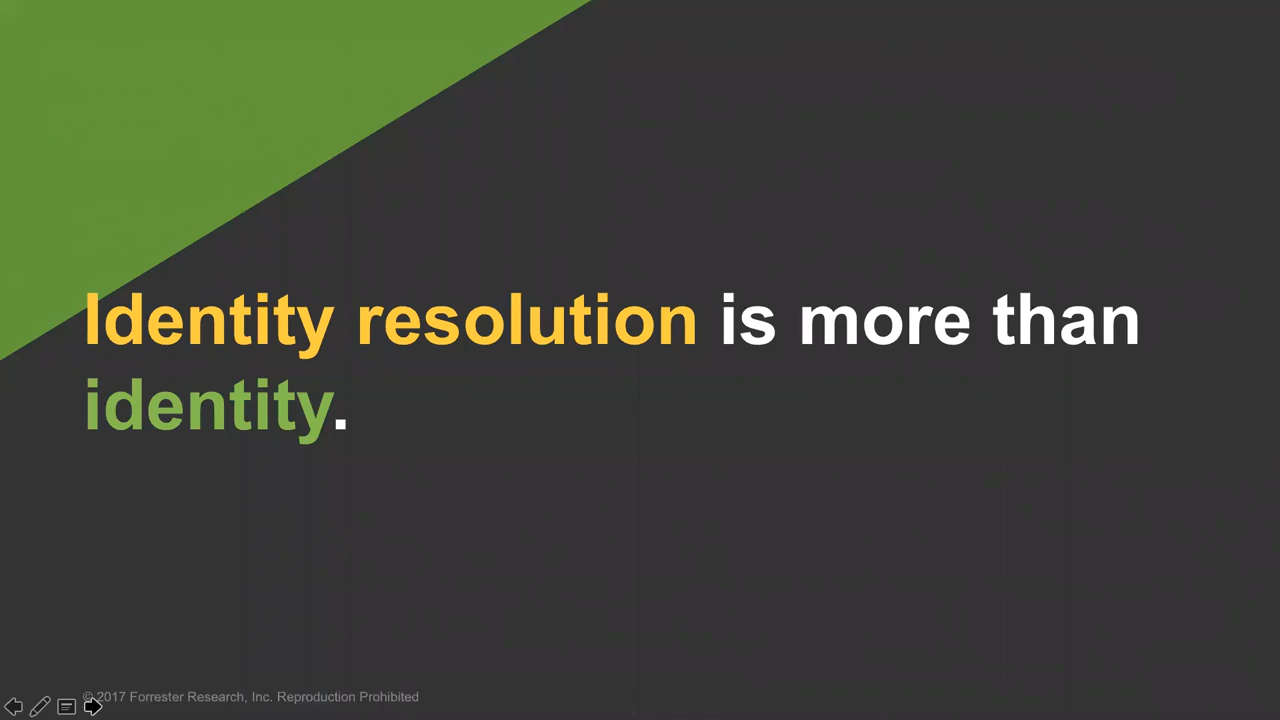 Identity resolution is more than
identity.
© 2017 Forrester Research, Inc. Reproduction Prohibited